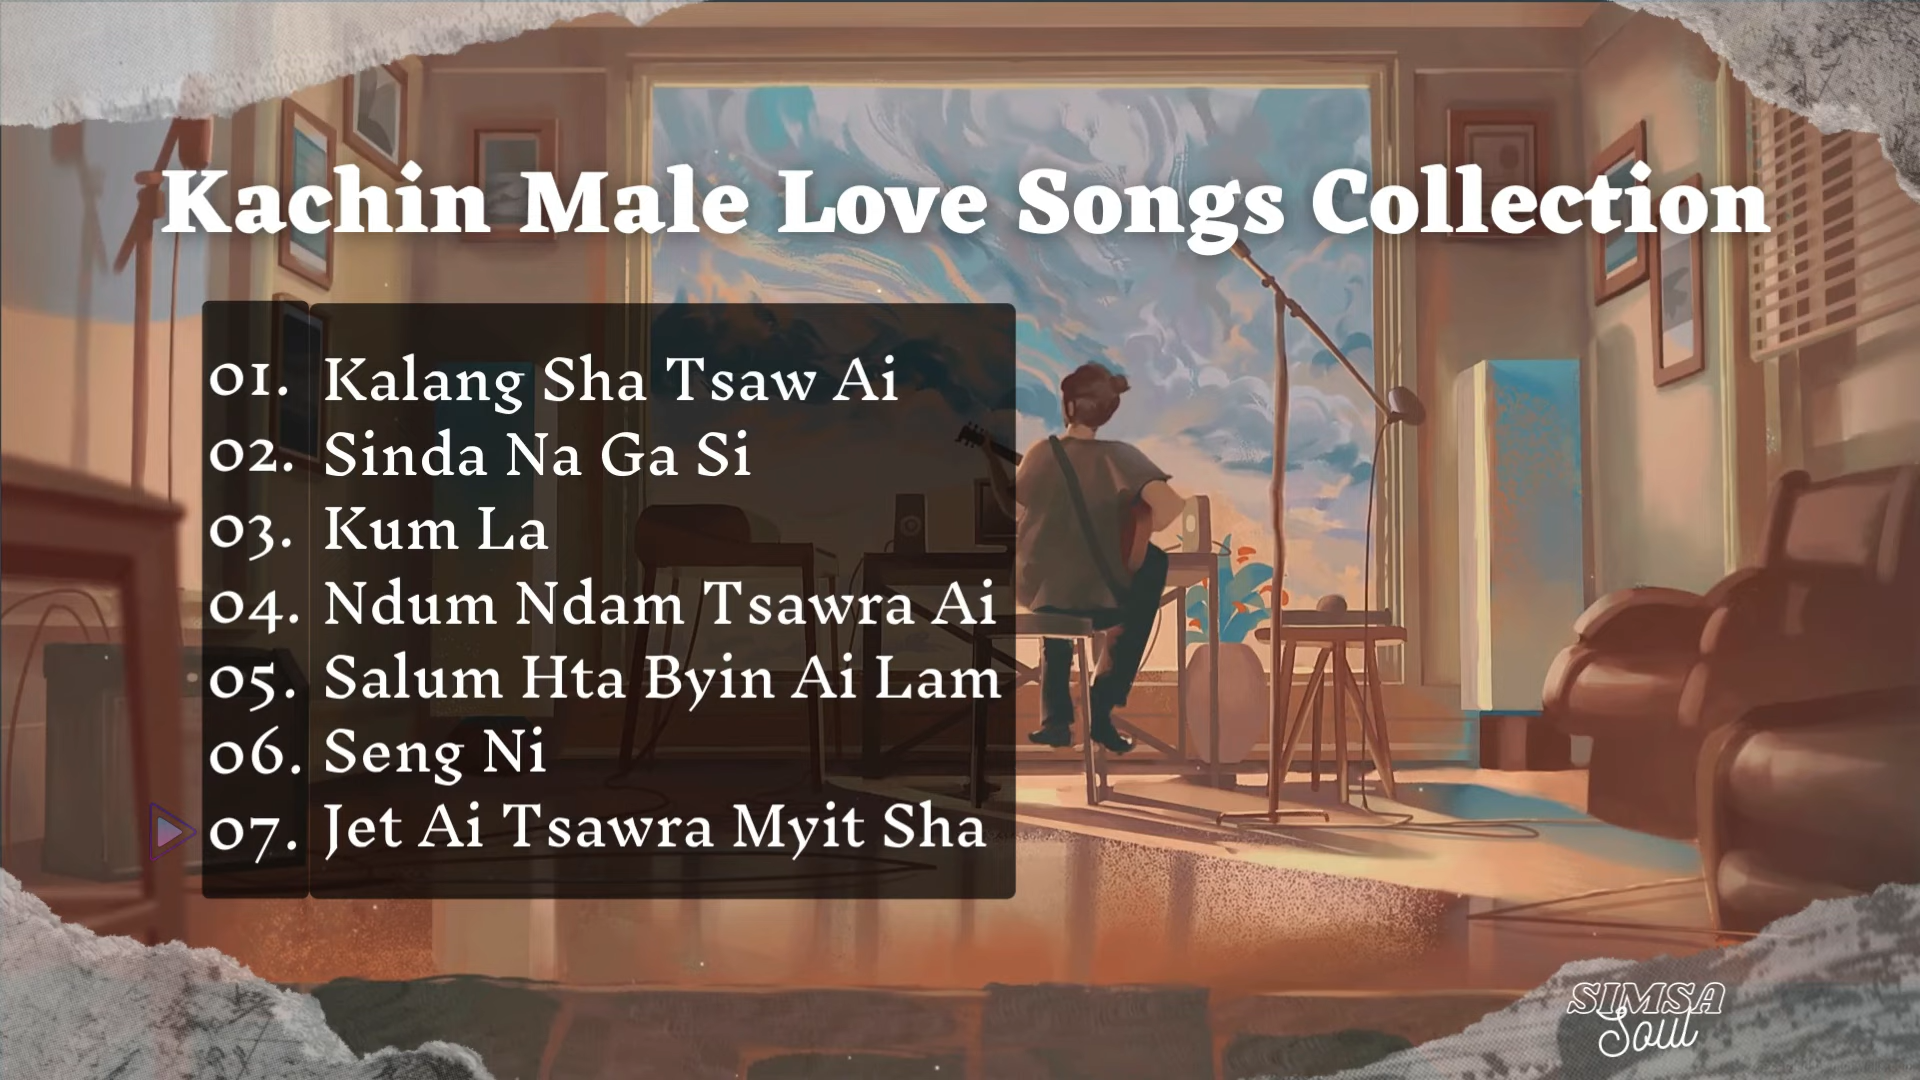 Kachin Male Love Songs Collection
01. Kalang Sha Tsaw Ai
02. Sinda Na Ga Si
03. Kum La
04. Ndum Ndam Tsawra Ai
05. Salum Hta Byin Ai Lam
06. Seng Ni
07. Jet Ai Tsawra Myit Sha
SIMSA
Soul